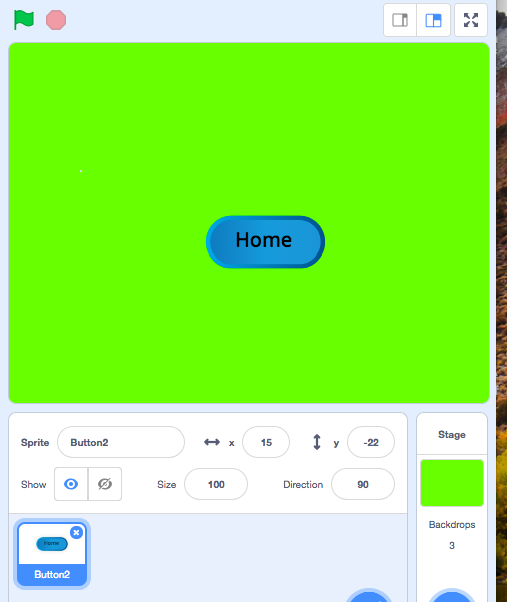 Home
Sprite Button2 x 15 y -22
Show Size 100 Direction 90
Stage
Backdrops
3
Home
Button2